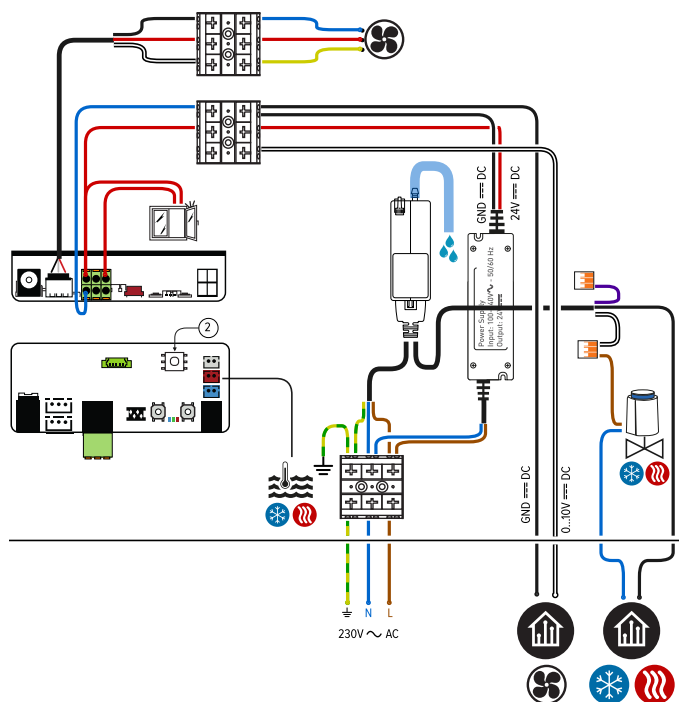 GND ⎓ DC
24V ⎓ DC
Power Supply
Input: 100-240V~ - 50/60 Hz
Output: 24V ⎓
2
GND ⎓ DC
0...10V ⎓ DC
N
L
230V ~ AC